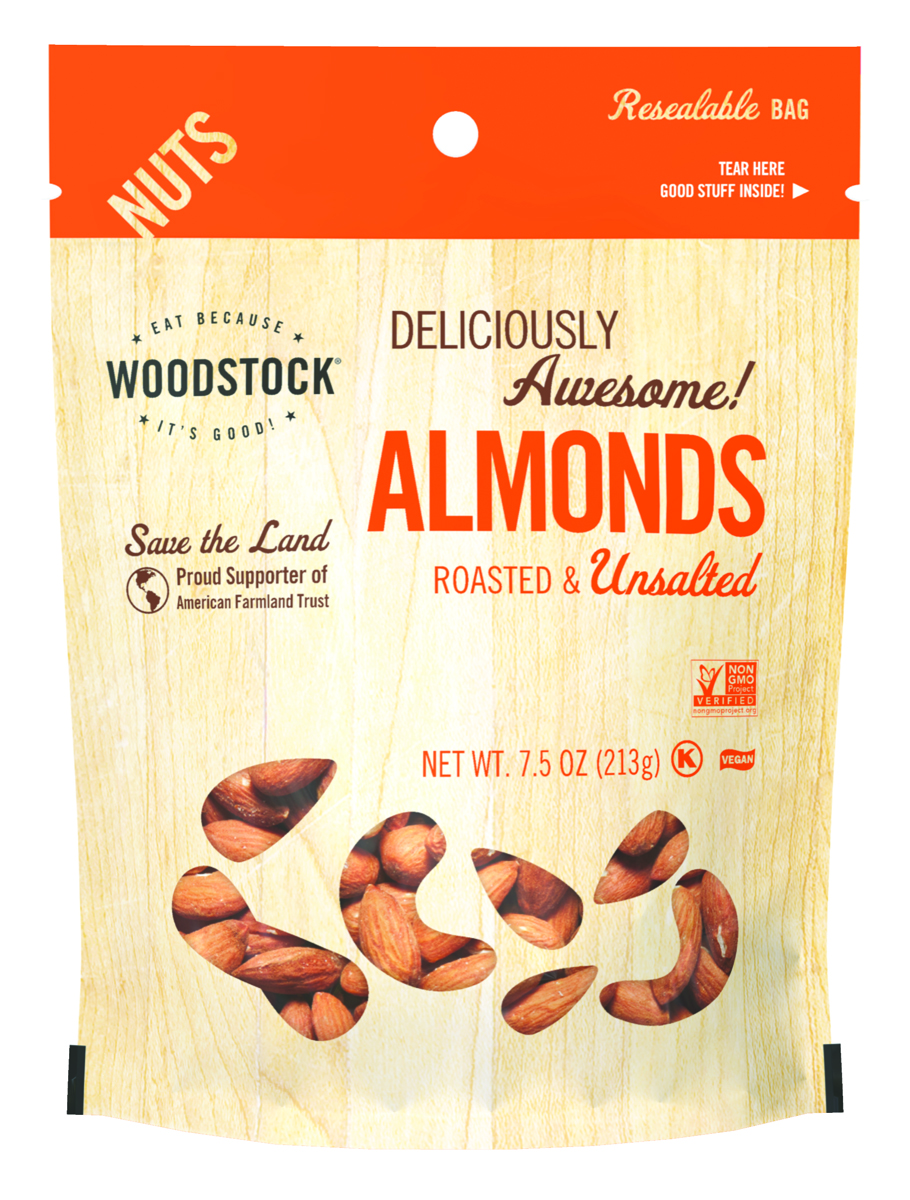 NUTS
Resealable BAG
TEAR HERE
GOOD STUFF INSIDE!
EAT BECAUSE
WOODSTOCK®
IT'S GOOD!
DELICIOUSLY
Awesome!
ALMONDS
ROASTED & Unsalted
Save the Land
Proud Supporter of
American Farmland Trust
NON
GMO
Project
VERIFIED
nongmoproject.org
NET WT. 7.5 OZ (213g) K VEGAN